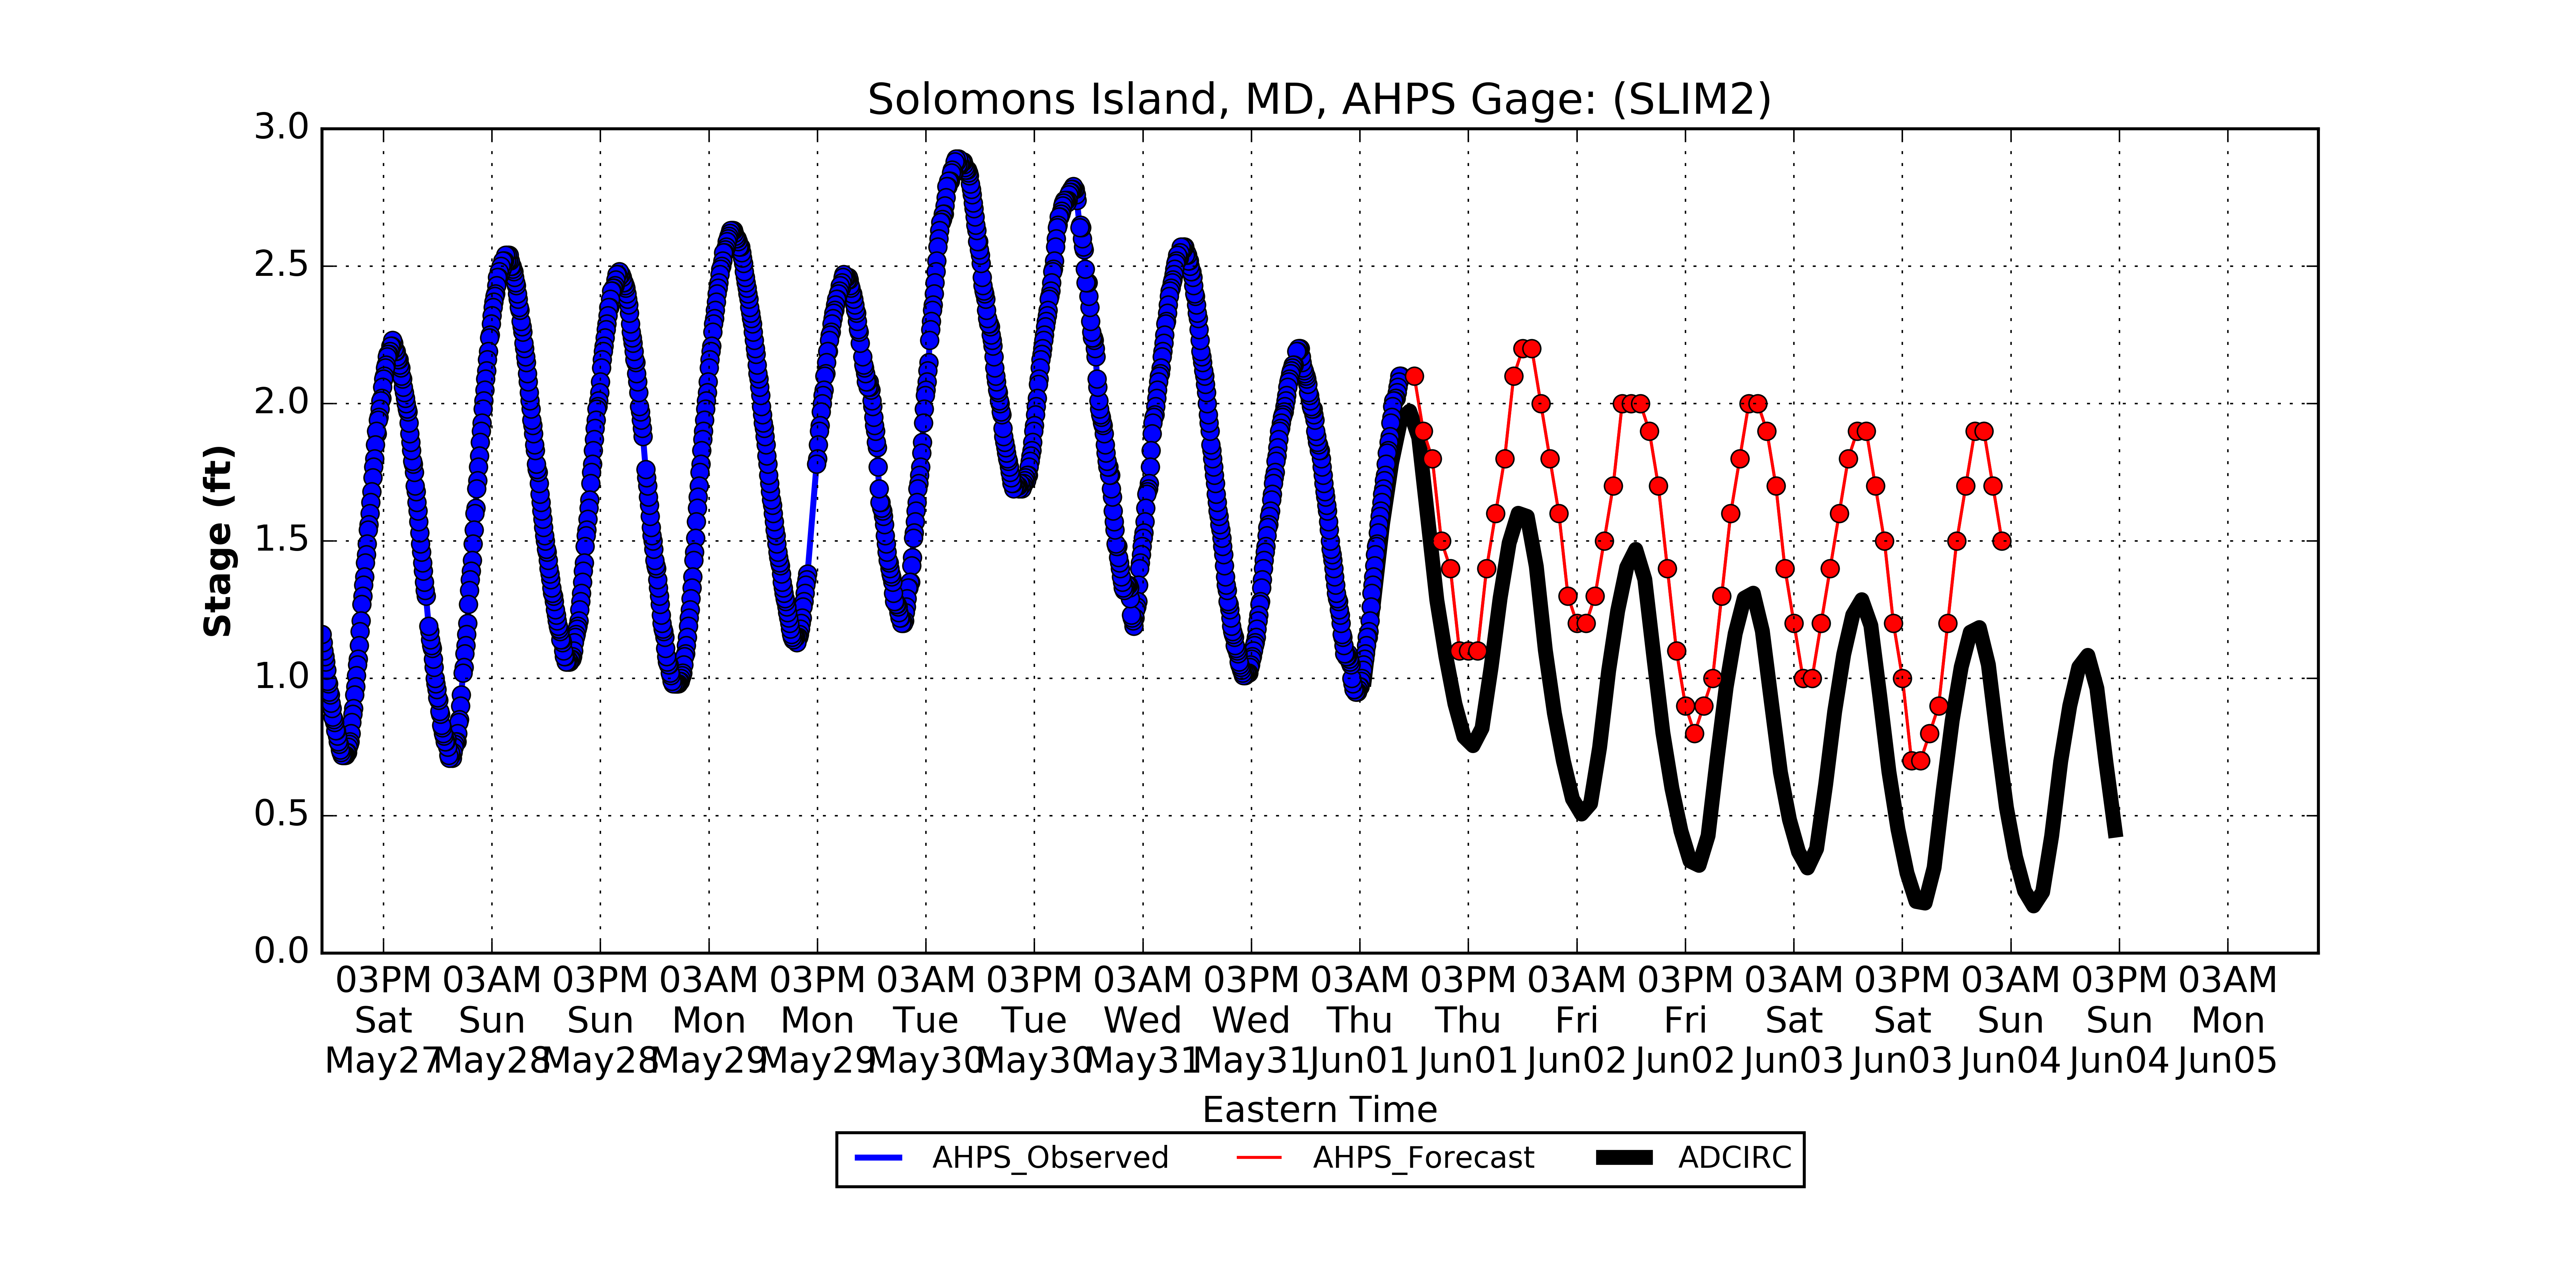 Solomons Island, MD, AHPS Gage: (SLIM2)
Stage (ft)
3.0
2.5
2.0
1.5
1.0
0.5
0.0
03PM 03AM 03PM 03AM 03PM 03AM 03PM 03AM 03PM 03AM 03PM 03AM 03PM 03AM 03PM 03AM 03PM 03AM
Sat Sun Sun Mon Mon Tue Tue Wed Wed Thu Thu Fri Fri Sat Sat Sun Sun Mon
May27 May28 May28 May29 May29 May30 May30 May31 May31 Jun01 Jun01 Jun02 Jun02 Jun03 Jun03 Jun04 Jun04 Jun05
Eastern Time
AHPS_Observed AHPS_Forecast ADCIRC